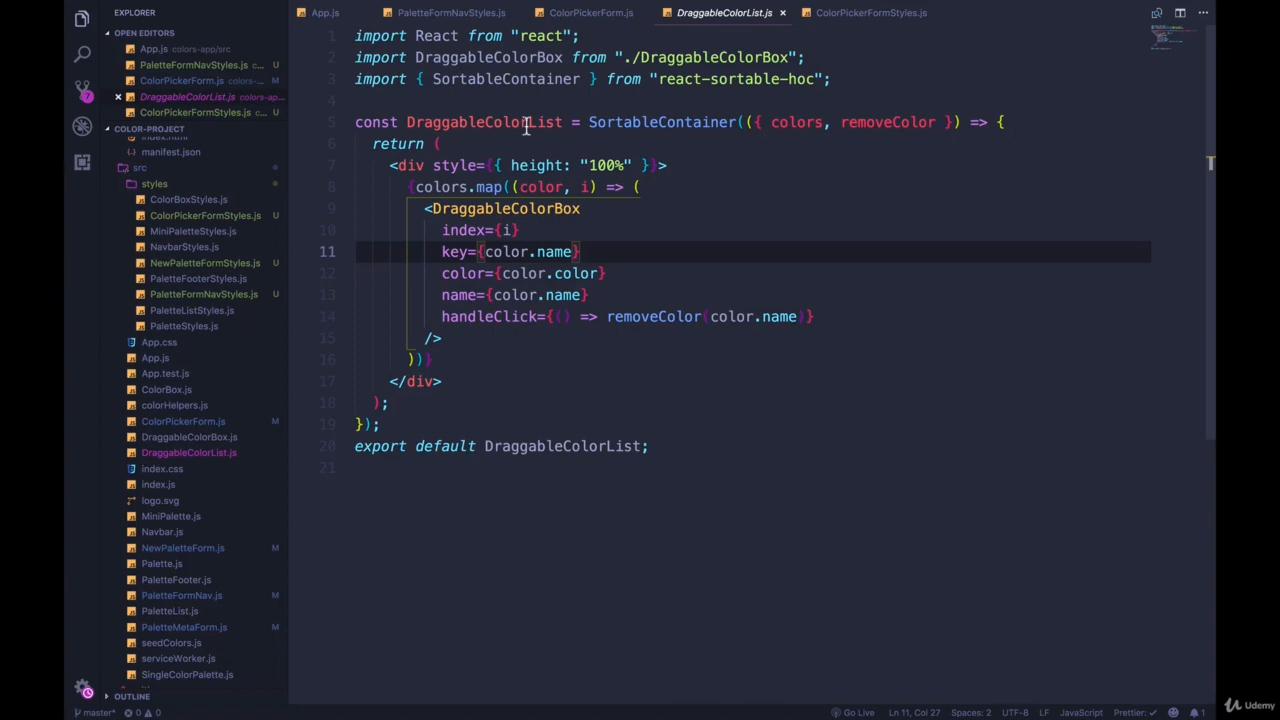 EXPLORER
OPEN EDITORS
App.js colors-app/src
PaletteFormNavStyles.js U
ColorPickerForm.js colors-... M
DraggableColorList.js colors-ap...
ColorPickerFormStyles.js U
COLOR-PROJECT
manifest.json
src
styles
ColorBoxStyles.js
ColorPickerFormStyles.js U
MiniPaletteStyles.js
NavbarStyles.js
NewPaletteFormStyles.js U
PaletteFooterStyles.js
PaletteFormNavStyles.js U
PaletteListStyles.js
PaletteStyles.js
App.css
App.js
App.test.js
ColorBox.js
colorHelpers.js
ColorPickerForm.js M
DraggableColorBox.js
DraggableColorList.js
index.css
index.js
logo.svg
MiniPalette.js
Navbar.js
NewPaletteForm.js M
Palette.js
PaletteFooter.js
PaletteFormNav.js M
PaletteList.js
PaletteMetaForm.js M
seedColors.js
serviceWorker.js
SingleColorPalette.js
OUTLINE
App.js PaletteFormNavStyles.js ColorPickerForm.js DraggableColorList.js × ColorPickerFormStyles.js
1 import React from "react";
2 import DraggableColorBox from "./DraggableColorBox";
3 import { SortableContainer } from "react-sortable-hoc";
4
5 const DraggableColorList = SortableContainer(({ colors, removeColor }) => {
6 return (
7 <div style={{ height: "100%" }}>
8 {colors.map((color, i) => (
9 <DraggableColorBox
10 index={i}
11 key={color.name}
12 color={color.color}
13 name={color.name}
14 handleClick={() => removeColor(color.name)}
15 />
16 ))}
17 </div>
18 );
19 });
20 export default DraggableColorList;
21
master* 0 0 Go Live Ln 11, Col 27 Spaces: 2 UTF-8 LF JavaScript Prettier: ✓ 1
Udemy